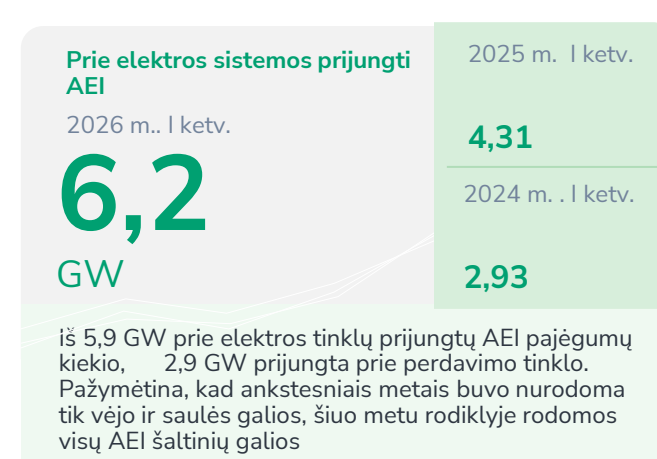 Prie elektros sistemos prijungti
AEI
2026 m.. I ketv.
6,2
GW
2025 m. I ketv.
4,31
2024 m. . I ketv.
2,93
Iš 5,9 GW prie elektros tinklų prijungtų AEI pajėgumų
kiekio, 2,9 GW prijungta prie perdavimo tinklo.
Pažymėtina, kad ankstesniais metais buvo nurodoma
tik vėjo ir saulės galios, šiuo metu rodiklyje rodomos
visų AEI šaltinių galios